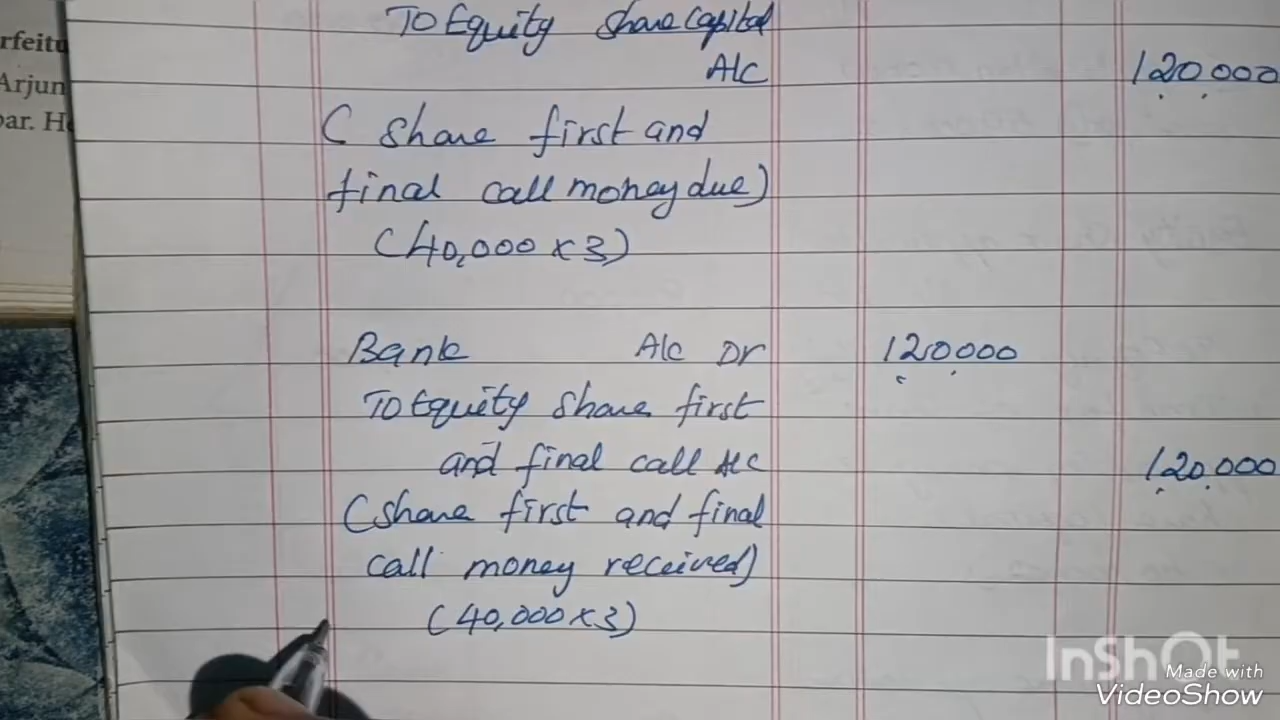 rfeitu
Arjun
par. H
To Equity Share Capital
A/c
120,000
( Share first and
final call money due)
(40,000 x 3)
Bank A/c Dr 120,000
To Equity Share first
and final call A/c 120,000
(Share first and final
call money received)
(40,000 x 3)
InShOt
Made with
VideoShow